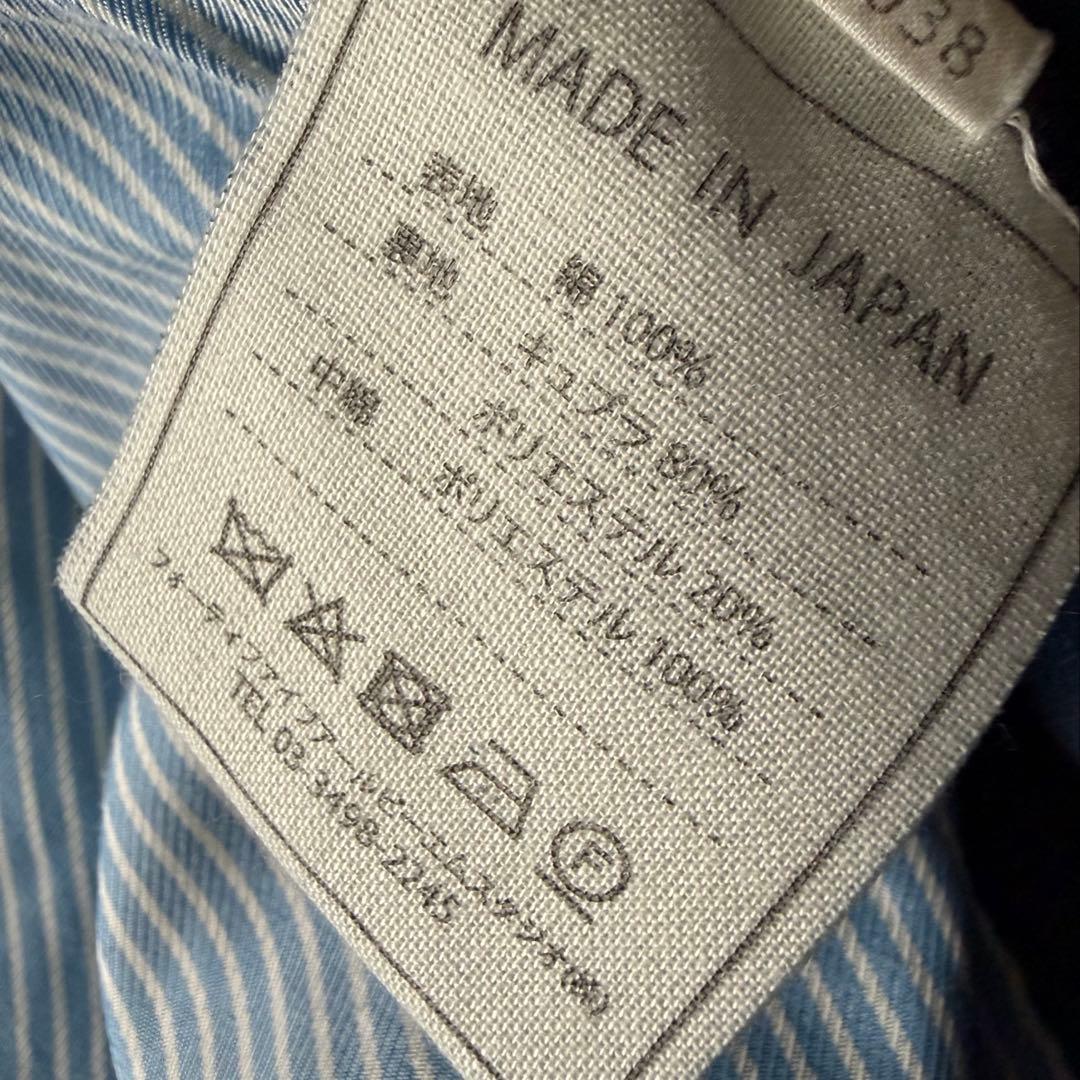 038
MADE IN JAPAN
表地 綿 100%
裏地 キュプラ 80%
ポリエステル 20%
中綿 ポリエステル 100%
F
フォーティファイブアールピーエムスタジオ(株)
TEL 03-3498-2245